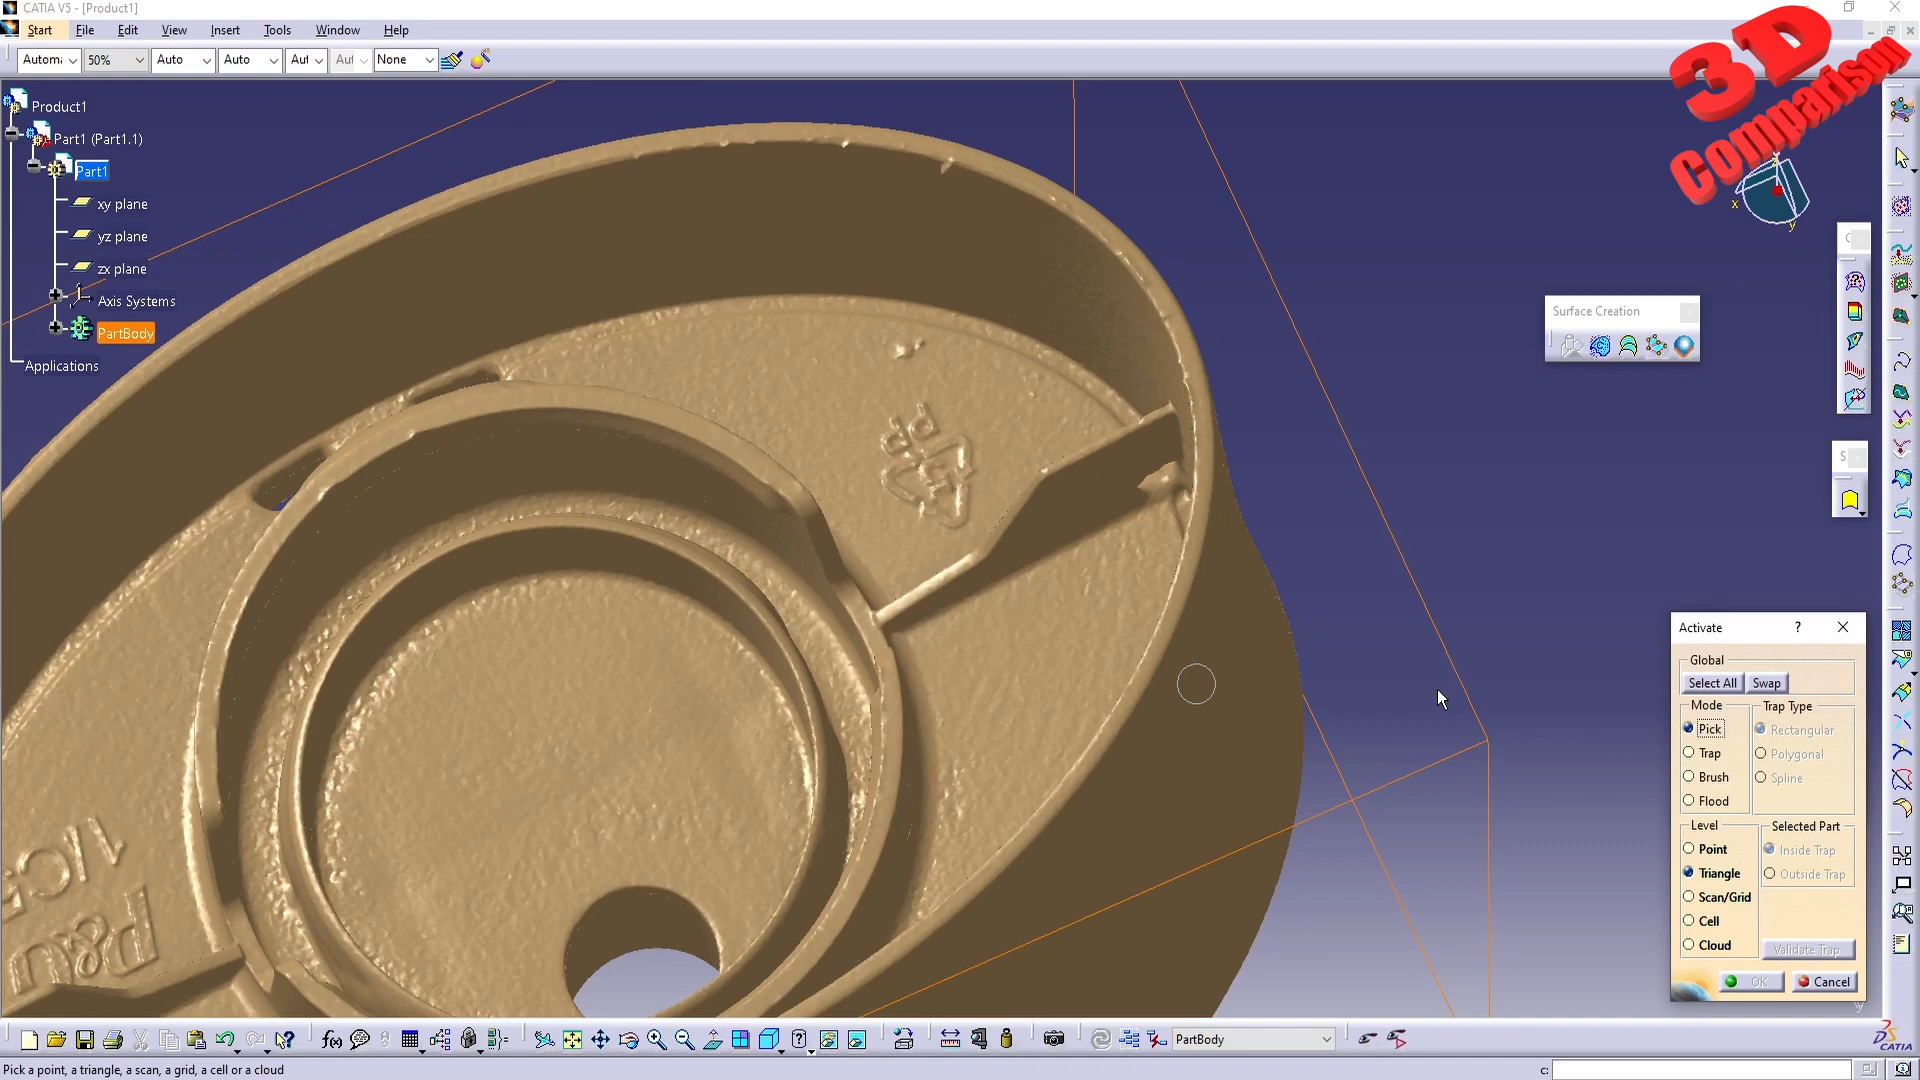 CATIA V5 - [Product1]
Start File Edit View Insert Tools Window Help
50% Auto Auto None
3D
Comparison
Product1
Part1 (Part1.1)
Part1
xy plane
yz plane
zx plane
Axis Systems
PartBody
Applications
x
y
Surface Creation
S
Activate ?
Global
Select All Swap
Mode
Trap Type
Pick
Rectangular
Trap
Polygonal
Brush
Spline
Flood
Level
Selected Part
Point
Inside Trap
Triangle
Outside Trap
Scan/Grid
Cell
Cloud
Validate Trap
OK Cancel
P&U
PartBody
CATIA
Pick a point, a triangle, a scan, a grid, a cell or a cloud
c: